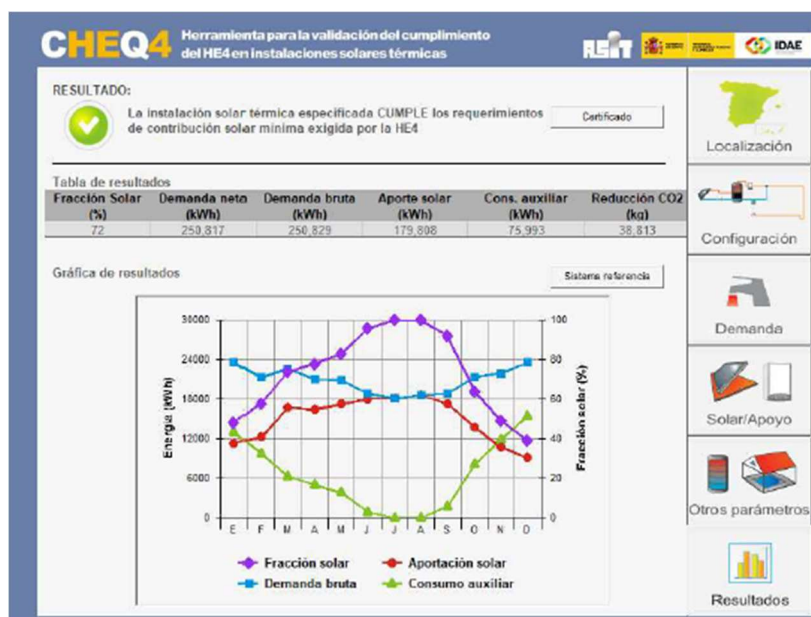 CHEQ4
Herramienta para la validación del cumplimiento
del HE4 en instalaciones solares térmicas
ASIT
IDAE
RESULTADO:
La instalación solar térmica especificada CUMPLE los requerimientos
de contribución solar mínima exigida por la HE4
Certificado
Tabla de resultados
Fracción Solar Demanda neta Demanda bruta Aporte solar Cons. auxiliar Reducción CO2
(%) (kWh) (kWh) (kWh) (kWh) (kg)
72 250,817 250,829 179,808 75,993 38,813
Gráfica de resultados
Sistema referencia
30000
24000
18000
12000
6000
0
Energía (kWh)
100
80
60
40
20
0
Fracción solar (%)
E F M A M J J A S O N D
Fracción solar Aportación solar
Demanda bruta Consumo auxiliar
Localización
Configuración
Demanda
Solar/Apoyo
Otros parámetros
Resultados